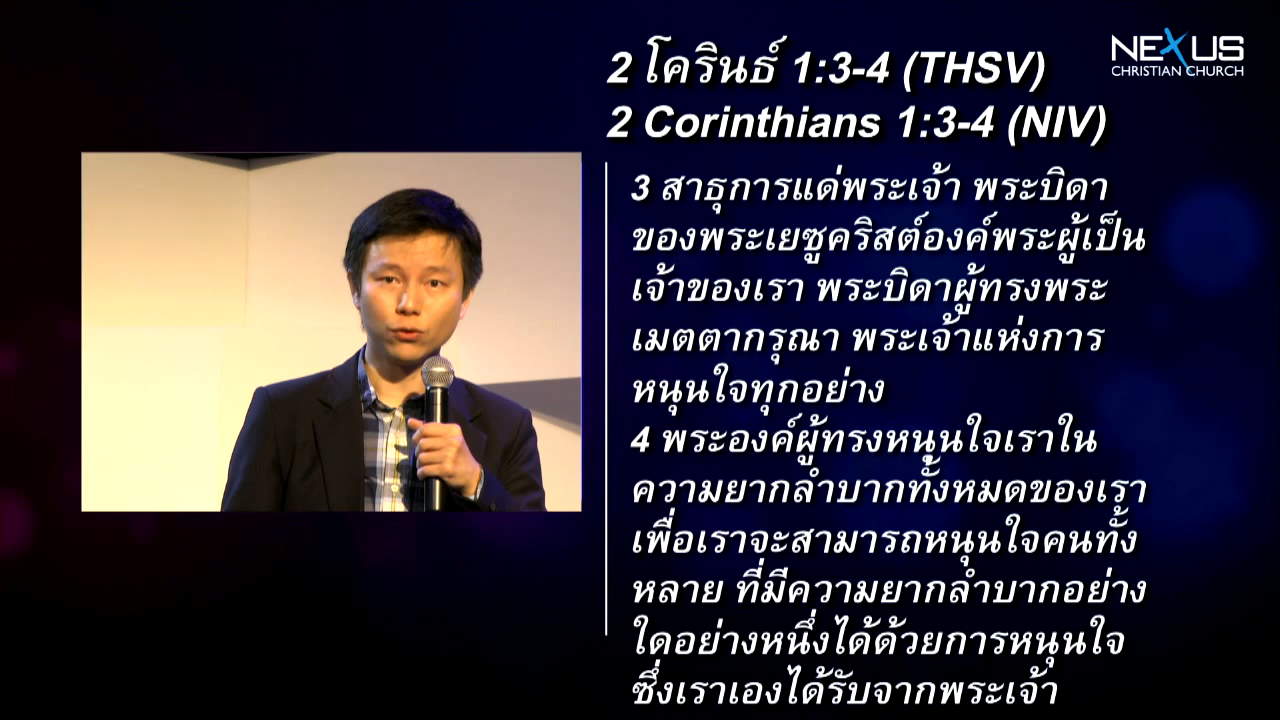 2 โครินธ์ 1:3-4 (THSV)
2 Corinthians 1:3-4 (NIV)
NEXUS
CHRISTIAN CHURCH
3 สาธุการแด่พระเจ้า พระบิดา
ของพระเยซูคริสต์องค์พระผู้เป็น
เจ้าของเรา พระบิดาผู้ทรงพระ
เมตตากรุณา พระเจ้าแห่งการ
หนุนใจทุกอย่าง
4 พระองค์ผู้ทรงหนุนใจเราใน
ความยากลำบากทั้งหมดของเรา
เพื่อเราจะสามารถหนุนใจคนทั้ง
หลาย ที่มีความยากลำบากอย่าง
ใดอย่างหนึ่งได้ด้วยการหนุนใจ
ซึ่งเราเองได้รับจากพระเจ้า